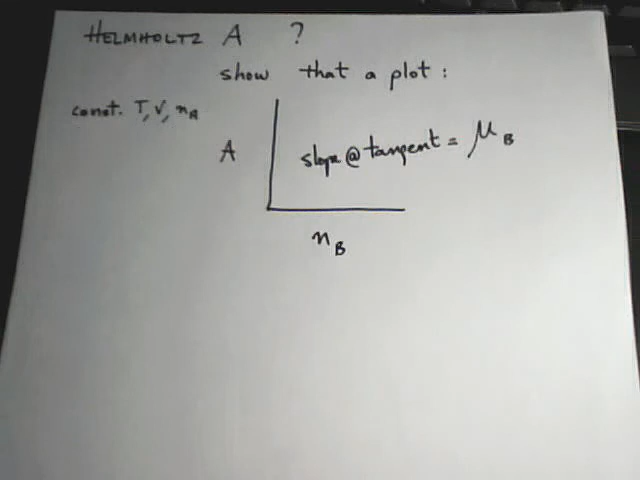 HELMHOLTZ A ?
show that a plot :
const. T, V, nA
A
slope @ tangent = μB
nB